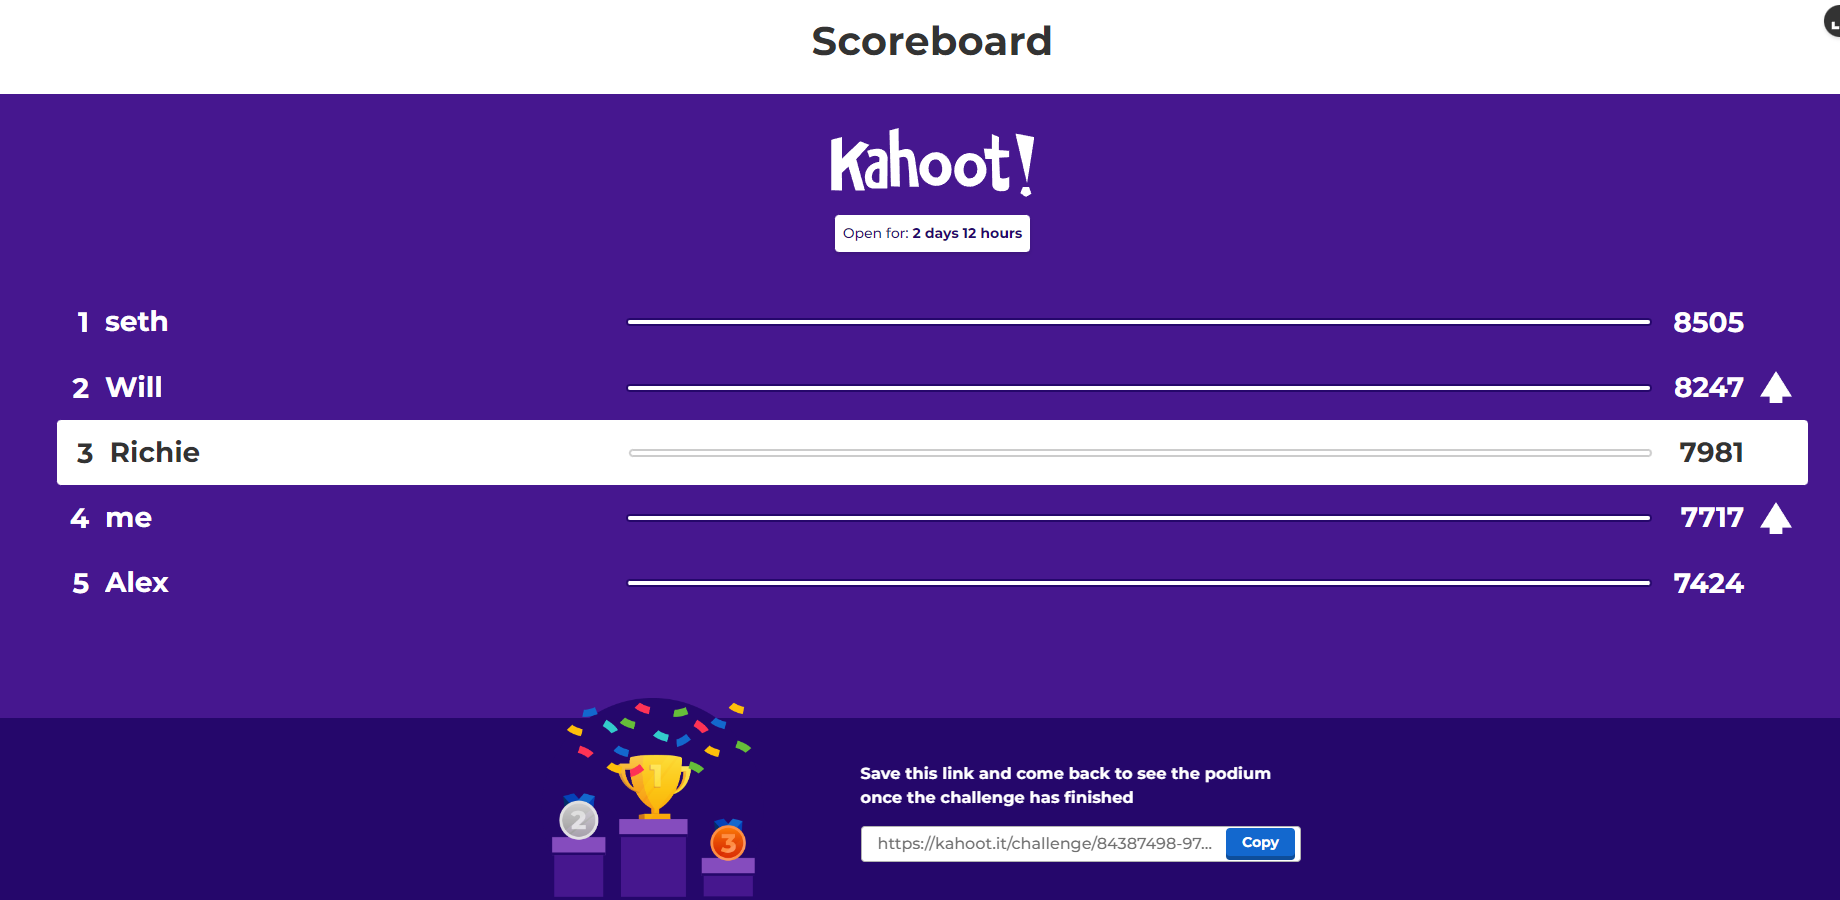 Scoreboard
Kahoot!
Open for: 2 days 12 hours
1 seth 8505
2 Will 8247
3 Richie 7981
4 me 7717
5 Alex 7424
1
2
3
Save this link and come back to see the podium
once the challenge has finished
https://kahoot.it/challenge/84387498-97... Copy